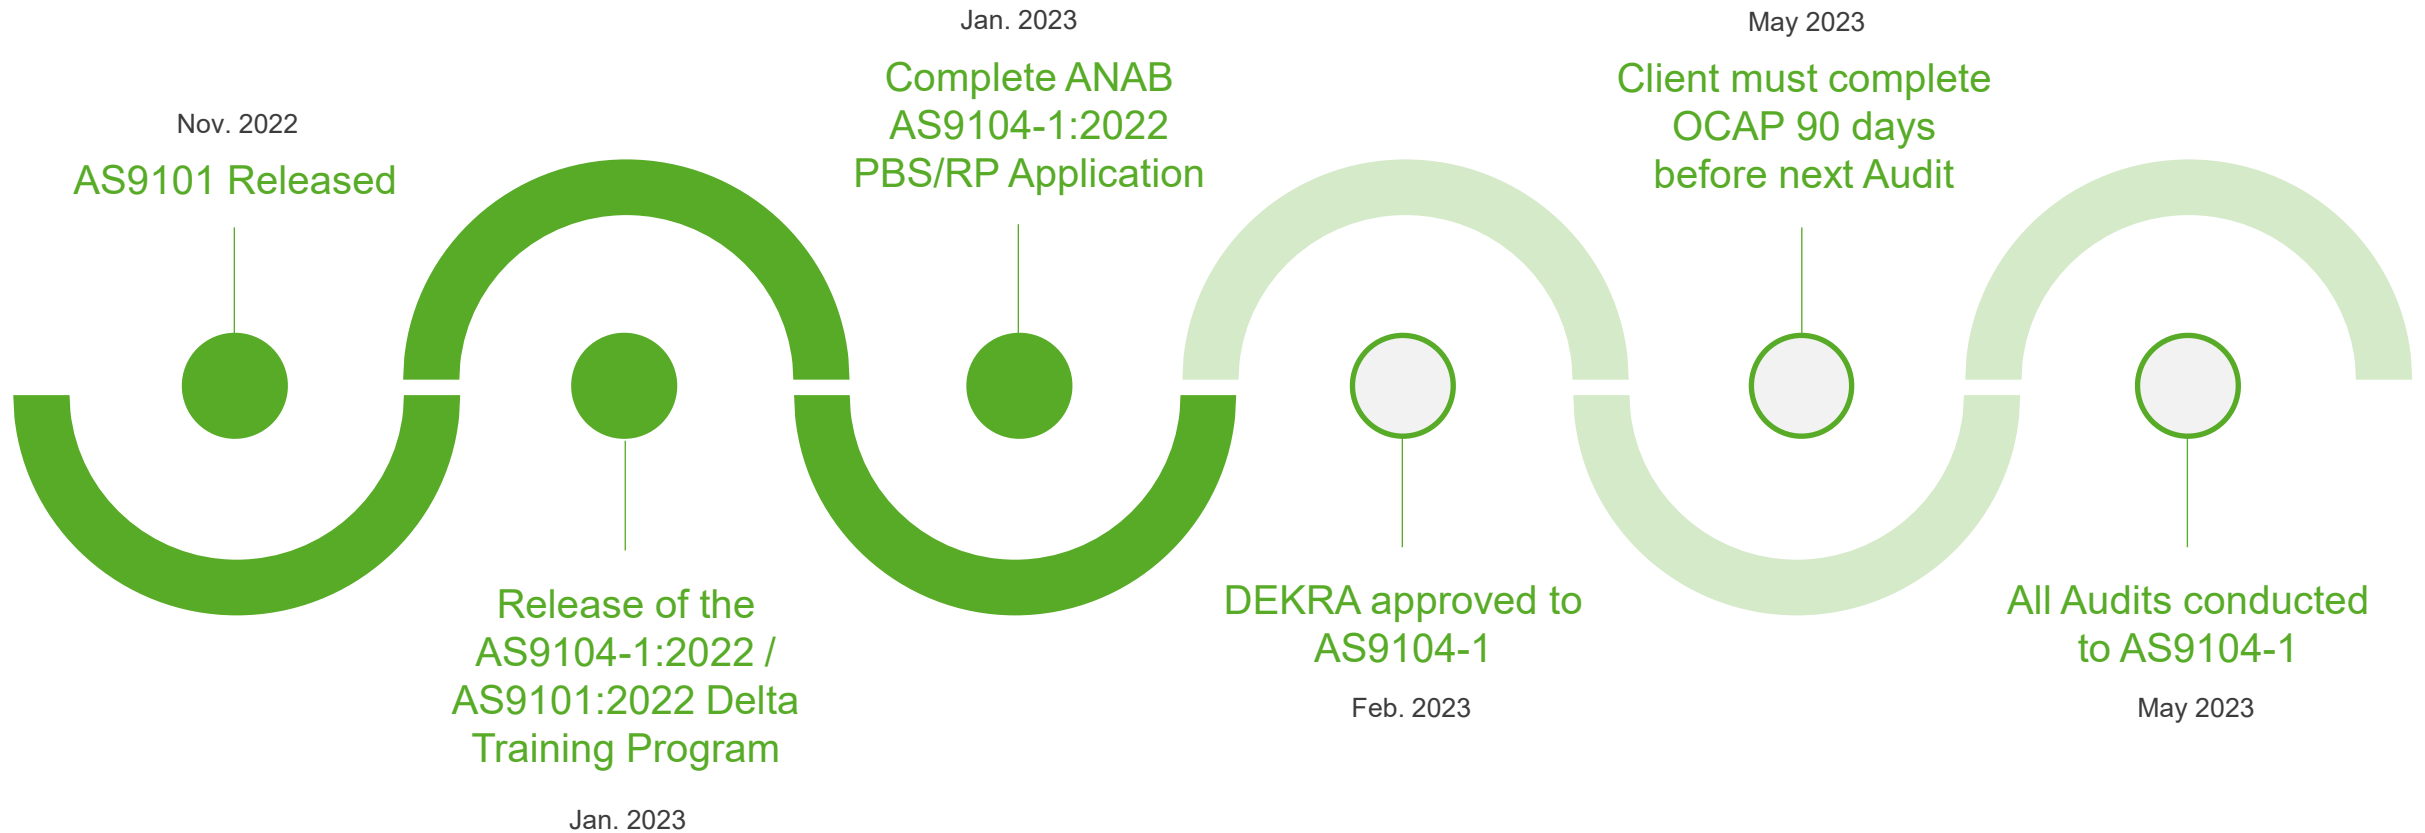 Nov. 2022
AS9101 Released
Release of the
AS9104-1:2022 /
AS9101:2022 Delta
Training Program
Jan. 2023
Jan. 2023
Complete ANAB
AS9104-1:2022
PBS/RP Application
DEKRA approved to
AS9104-1
Feb. 2023
May 2023
Client must complete
OCAP 90 days
before next Audit
All Audits conducted
to AS9104-1
May 2023